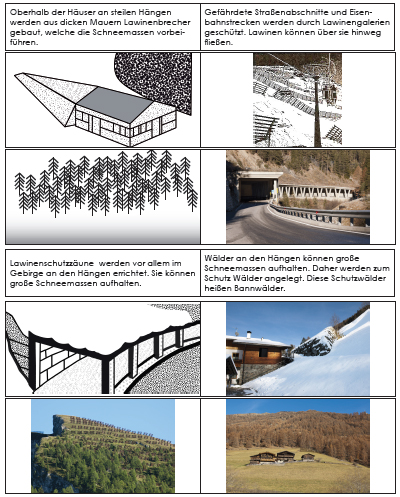 Oberhalb der Häuser an steilen Hängen
werden aus dicken Mauern Lawinenbrecher
gebaut, welche die Schneemassen vorbei-
führen.
Gefährdete Straßenabschnitte und Eisen-
bahnstrecken werden durch Lawinengalerien
geschützt. Lawinen können über sie hinweg
fließen.
Lawinenschutzzäune werden vor allem im
Gebirge an den Hängen errichtet. Sie können
große Schneemassen aufhalten.
Wälder an den Hängen können große
Schneemassen aufhalten. Daher werden zum
Schutz Wälder angelegt. Diese Schutzwälder
heißen Bannwälder.